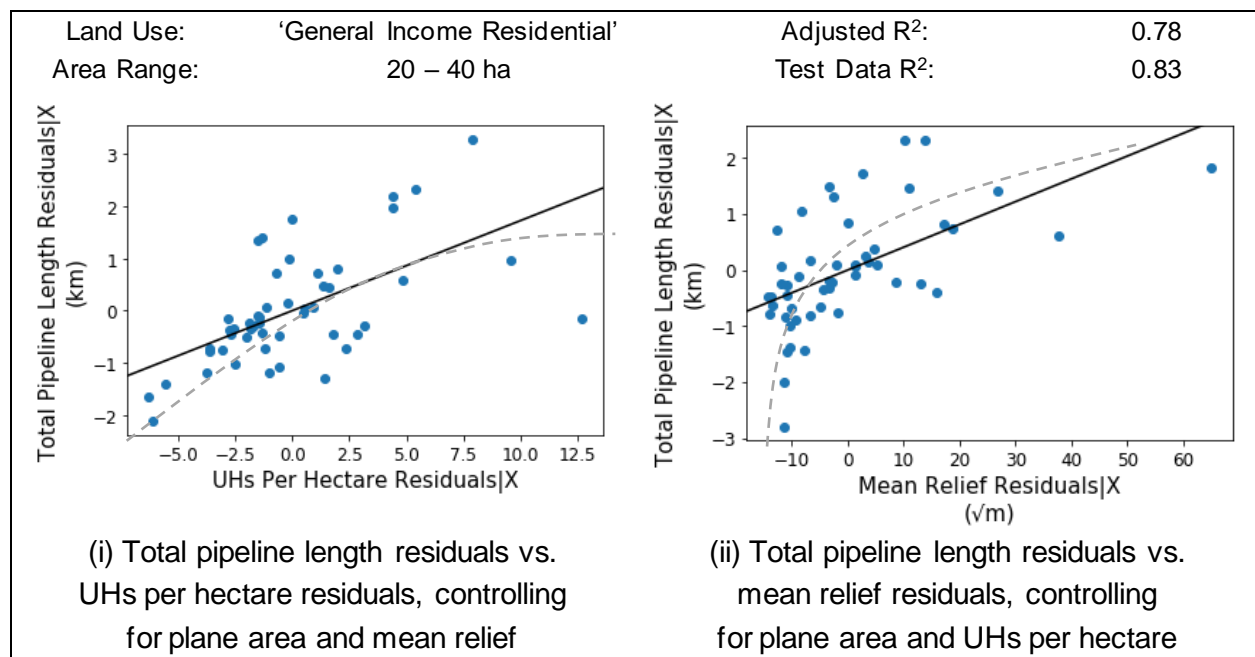 Land Use: 'General Income Residential' Adjusted R²: 0.78
Area Range: 20 – 40 ha Test Data R²: 0.83
Total Pipeline Length Residuals|X
(km)
3
2
1
0
−1
−2
−5.0 −2.5 0.0 2.5 5.0 7.5 10.0 12.5
UHs Per Hectare Residuals|X
(i) Total pipeline length residuals vs.
UHs per hectare residuals, controlling
for plane area and mean relief
Total Pipeline Length Residuals|X
(km)
2
1
0
−1
−2
−3
−10 0 10 20 30 40 50 60
Mean Relief Residuals|X
(√m)
(ii) Total pipeline length residuals vs.
mean relief residuals, controlling
for plane area and UHs per hectare